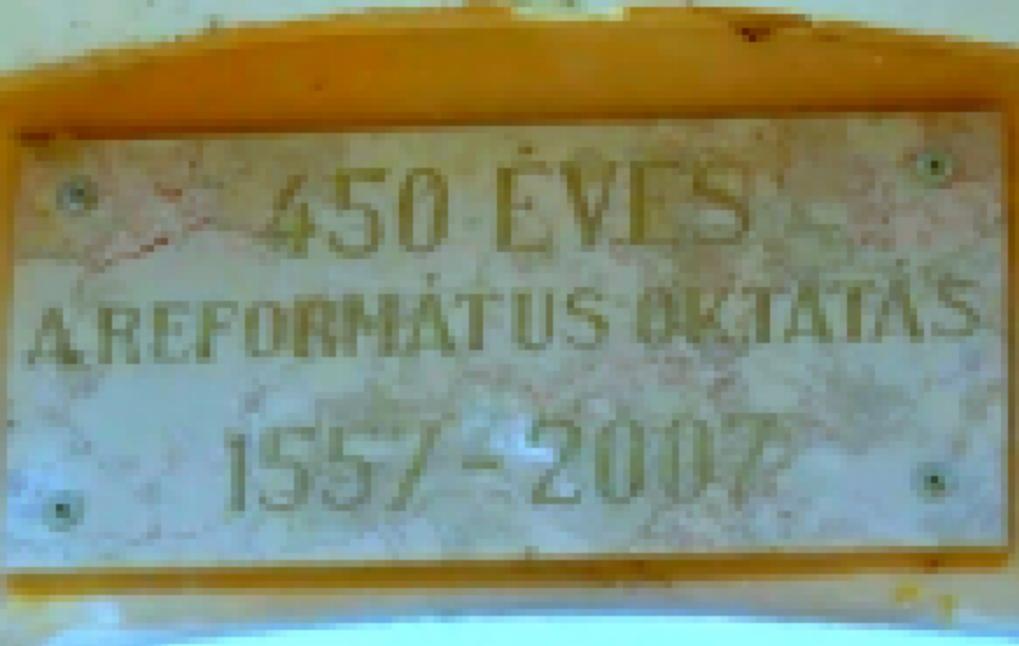 450 ÉVES
A REFORMÁTUS OKTATÁS
1557-2007